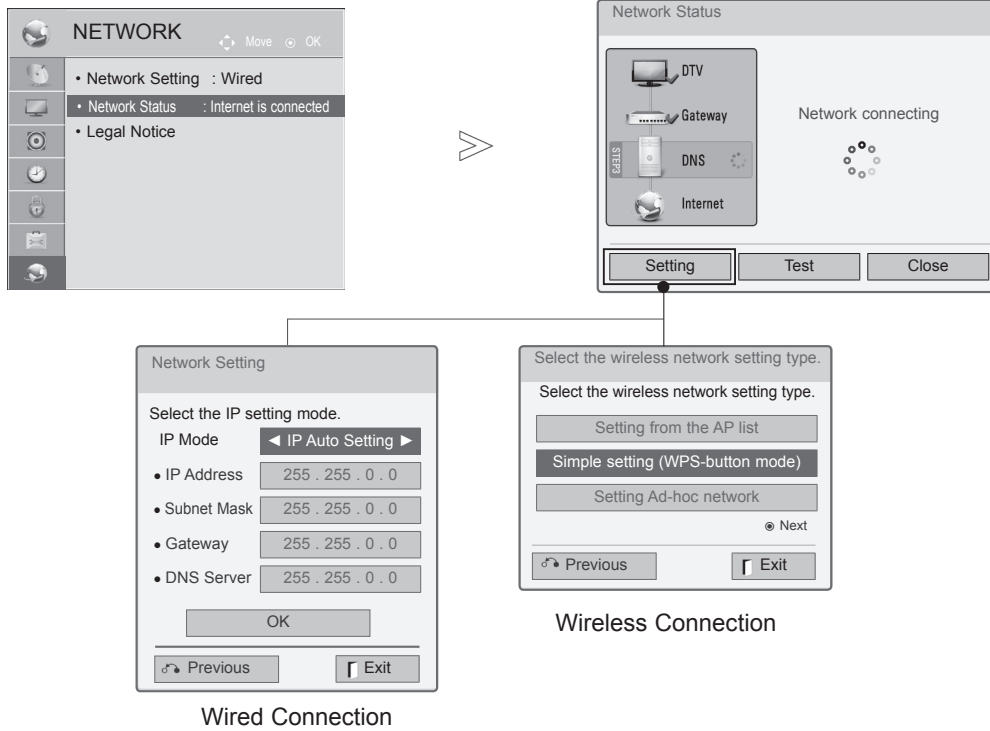 NETWORK
Move ⊙ OK
• Network Setting : Wired
• Network Status : Internet is connected
• Legal Notice
Network Status
DTV
Gateway
STEP3
DNS
Internet
Network connecting
Setting
Test
Close
Network Setting
Select the IP setting mode.
IP Mode ◄ IP Auto Setting ►
• IP Address 255 . 255 . 0 . 0
• Subnet Mask 255 . 255 . 0 . 0
• Gateway 255 . 255 . 0 . 0
• DNS Server 255 . 255 . 0 . 0
OK
Previous
Exit
Wired Connection
Select the wireless network setting type.
Select the wireless network setting type.
Setting from the AP list
Simple setting (WPS-button mode)
Setting Ad-hoc network
⊙ Next
Previous
Exit
Wireless Connection